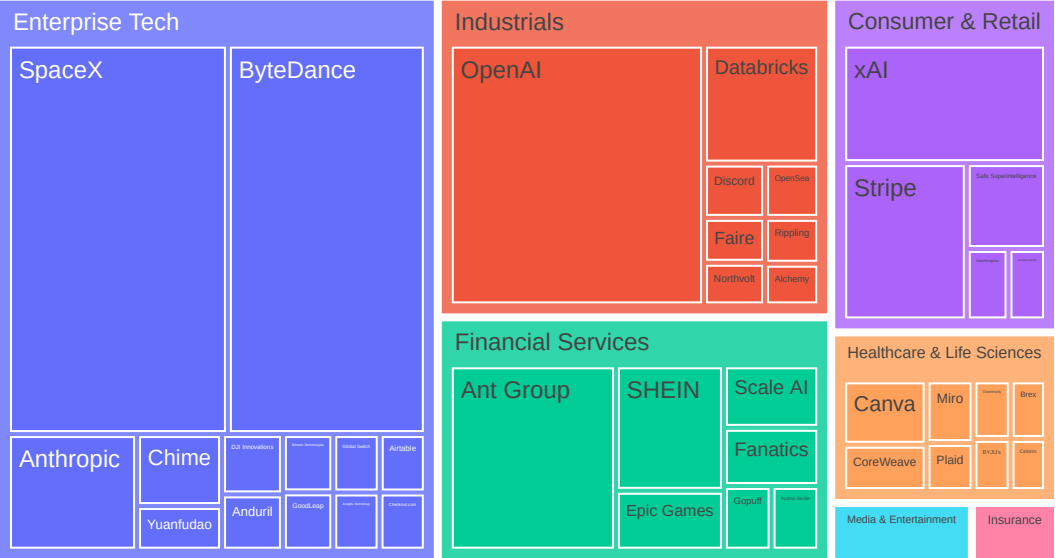 Enterprise Tech
SpaceX
ByteDance
Anthropic
Chime
Yuanfudao
DJI Innovations
Anduril
GoodLeap
Airtable
Checkout.com
Industrials
OpenAI
Databricks
Discord
OpenSea
Faire
Rippling
Northvolt
Alchemy
Financial Services
Ant Group
SHEIN
Scale AI
Fanatics
Epic Games
Gopuff
Consumer & Retail
xAI
Stripe
Safe Superintelligence
Healthcare & Life Sciences
Canva
Miro
Brex
CoreWeave
Plaid
BYJU's
Celonis
Media & Entertainment
Insurance